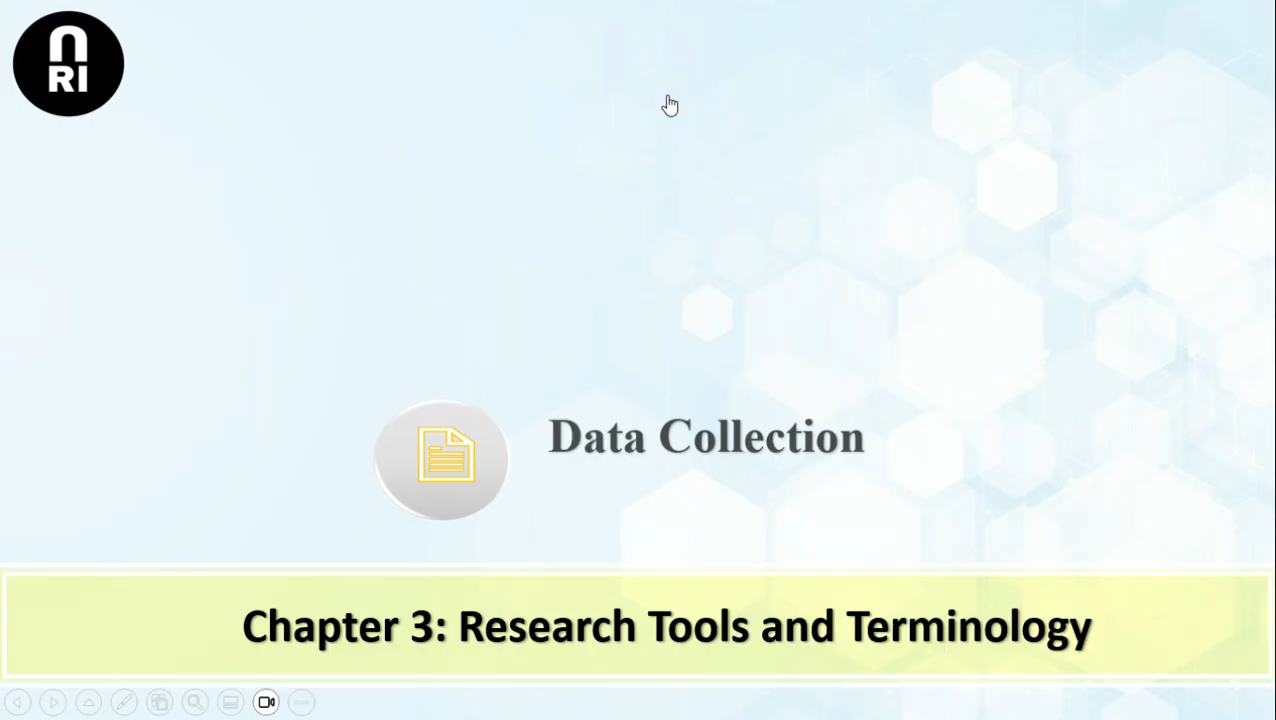 n
RI
Data Collection
Chapter 3: Research Tools and Terminology